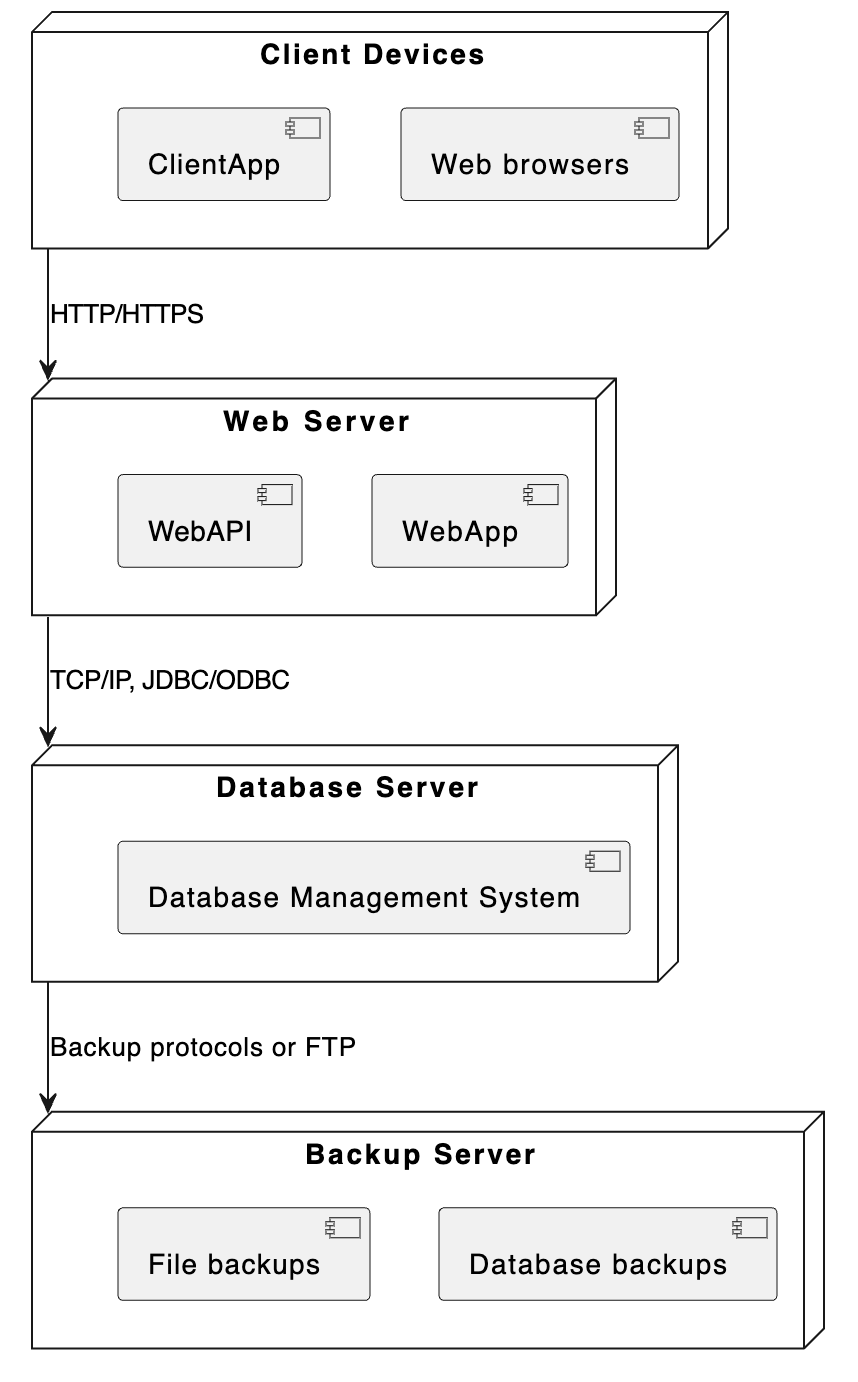 Client Devices
ClientApp
Web browsers
HTTP/HTTPS
Web Server
WebAPI
WebApp
TCP/IP, JDBC/ODBC
Database Server
Database Management System
Backup protocols or FTP
Backup Server
File backups
Database backups